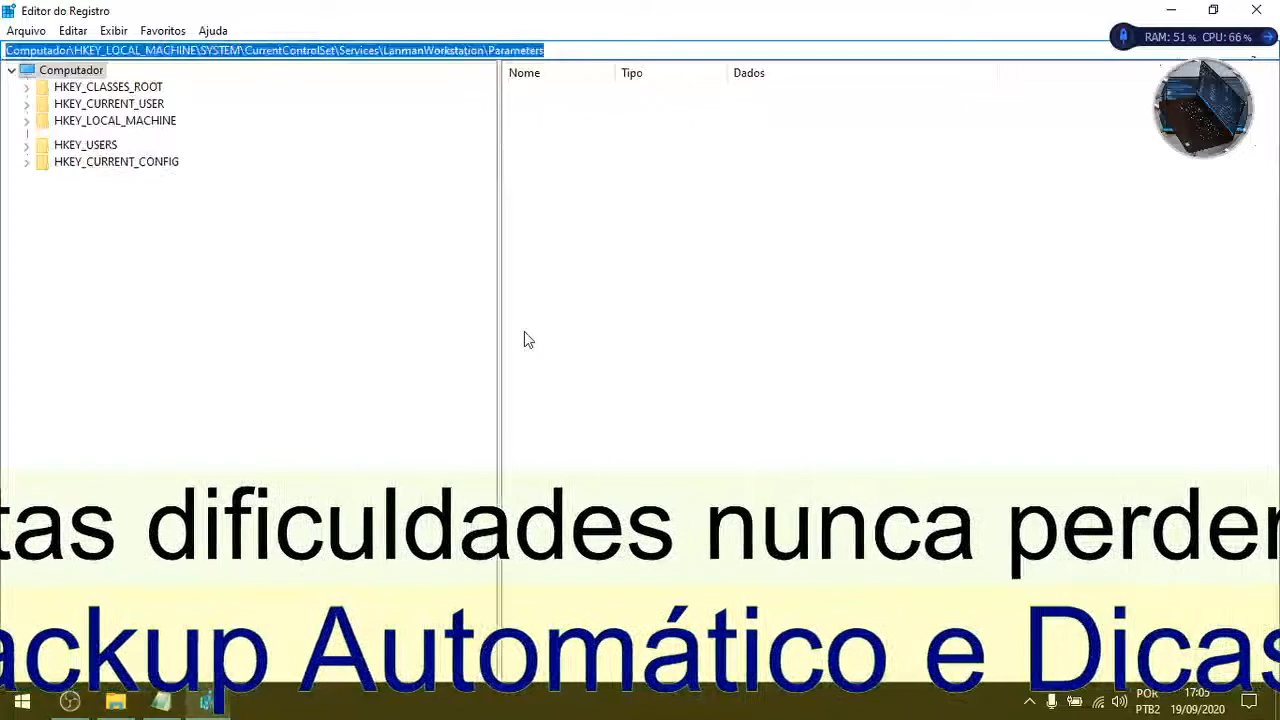 Editor do Registro
Arquivo Editar Exibir Favoritos Ajuda
RAM: 51 % CPU: 66 %
Computador\HKEY_LOCAL_MACHINE\SYSTEM\CurrentControlSet\Services\LanmanWorkstation\Parameters
Computador
Nome Tipo Dados
HKEY_CLASSES_ROOT
HKEY_CURRENT_USER
HKEY_LOCAL_MACHINE
HKEY_USERS
HKEY_CURRENT_CONFIG
tas dificuldades nunca perder
ackup Automático e Dicas
POR
PTB2
17:05
19/09/2020